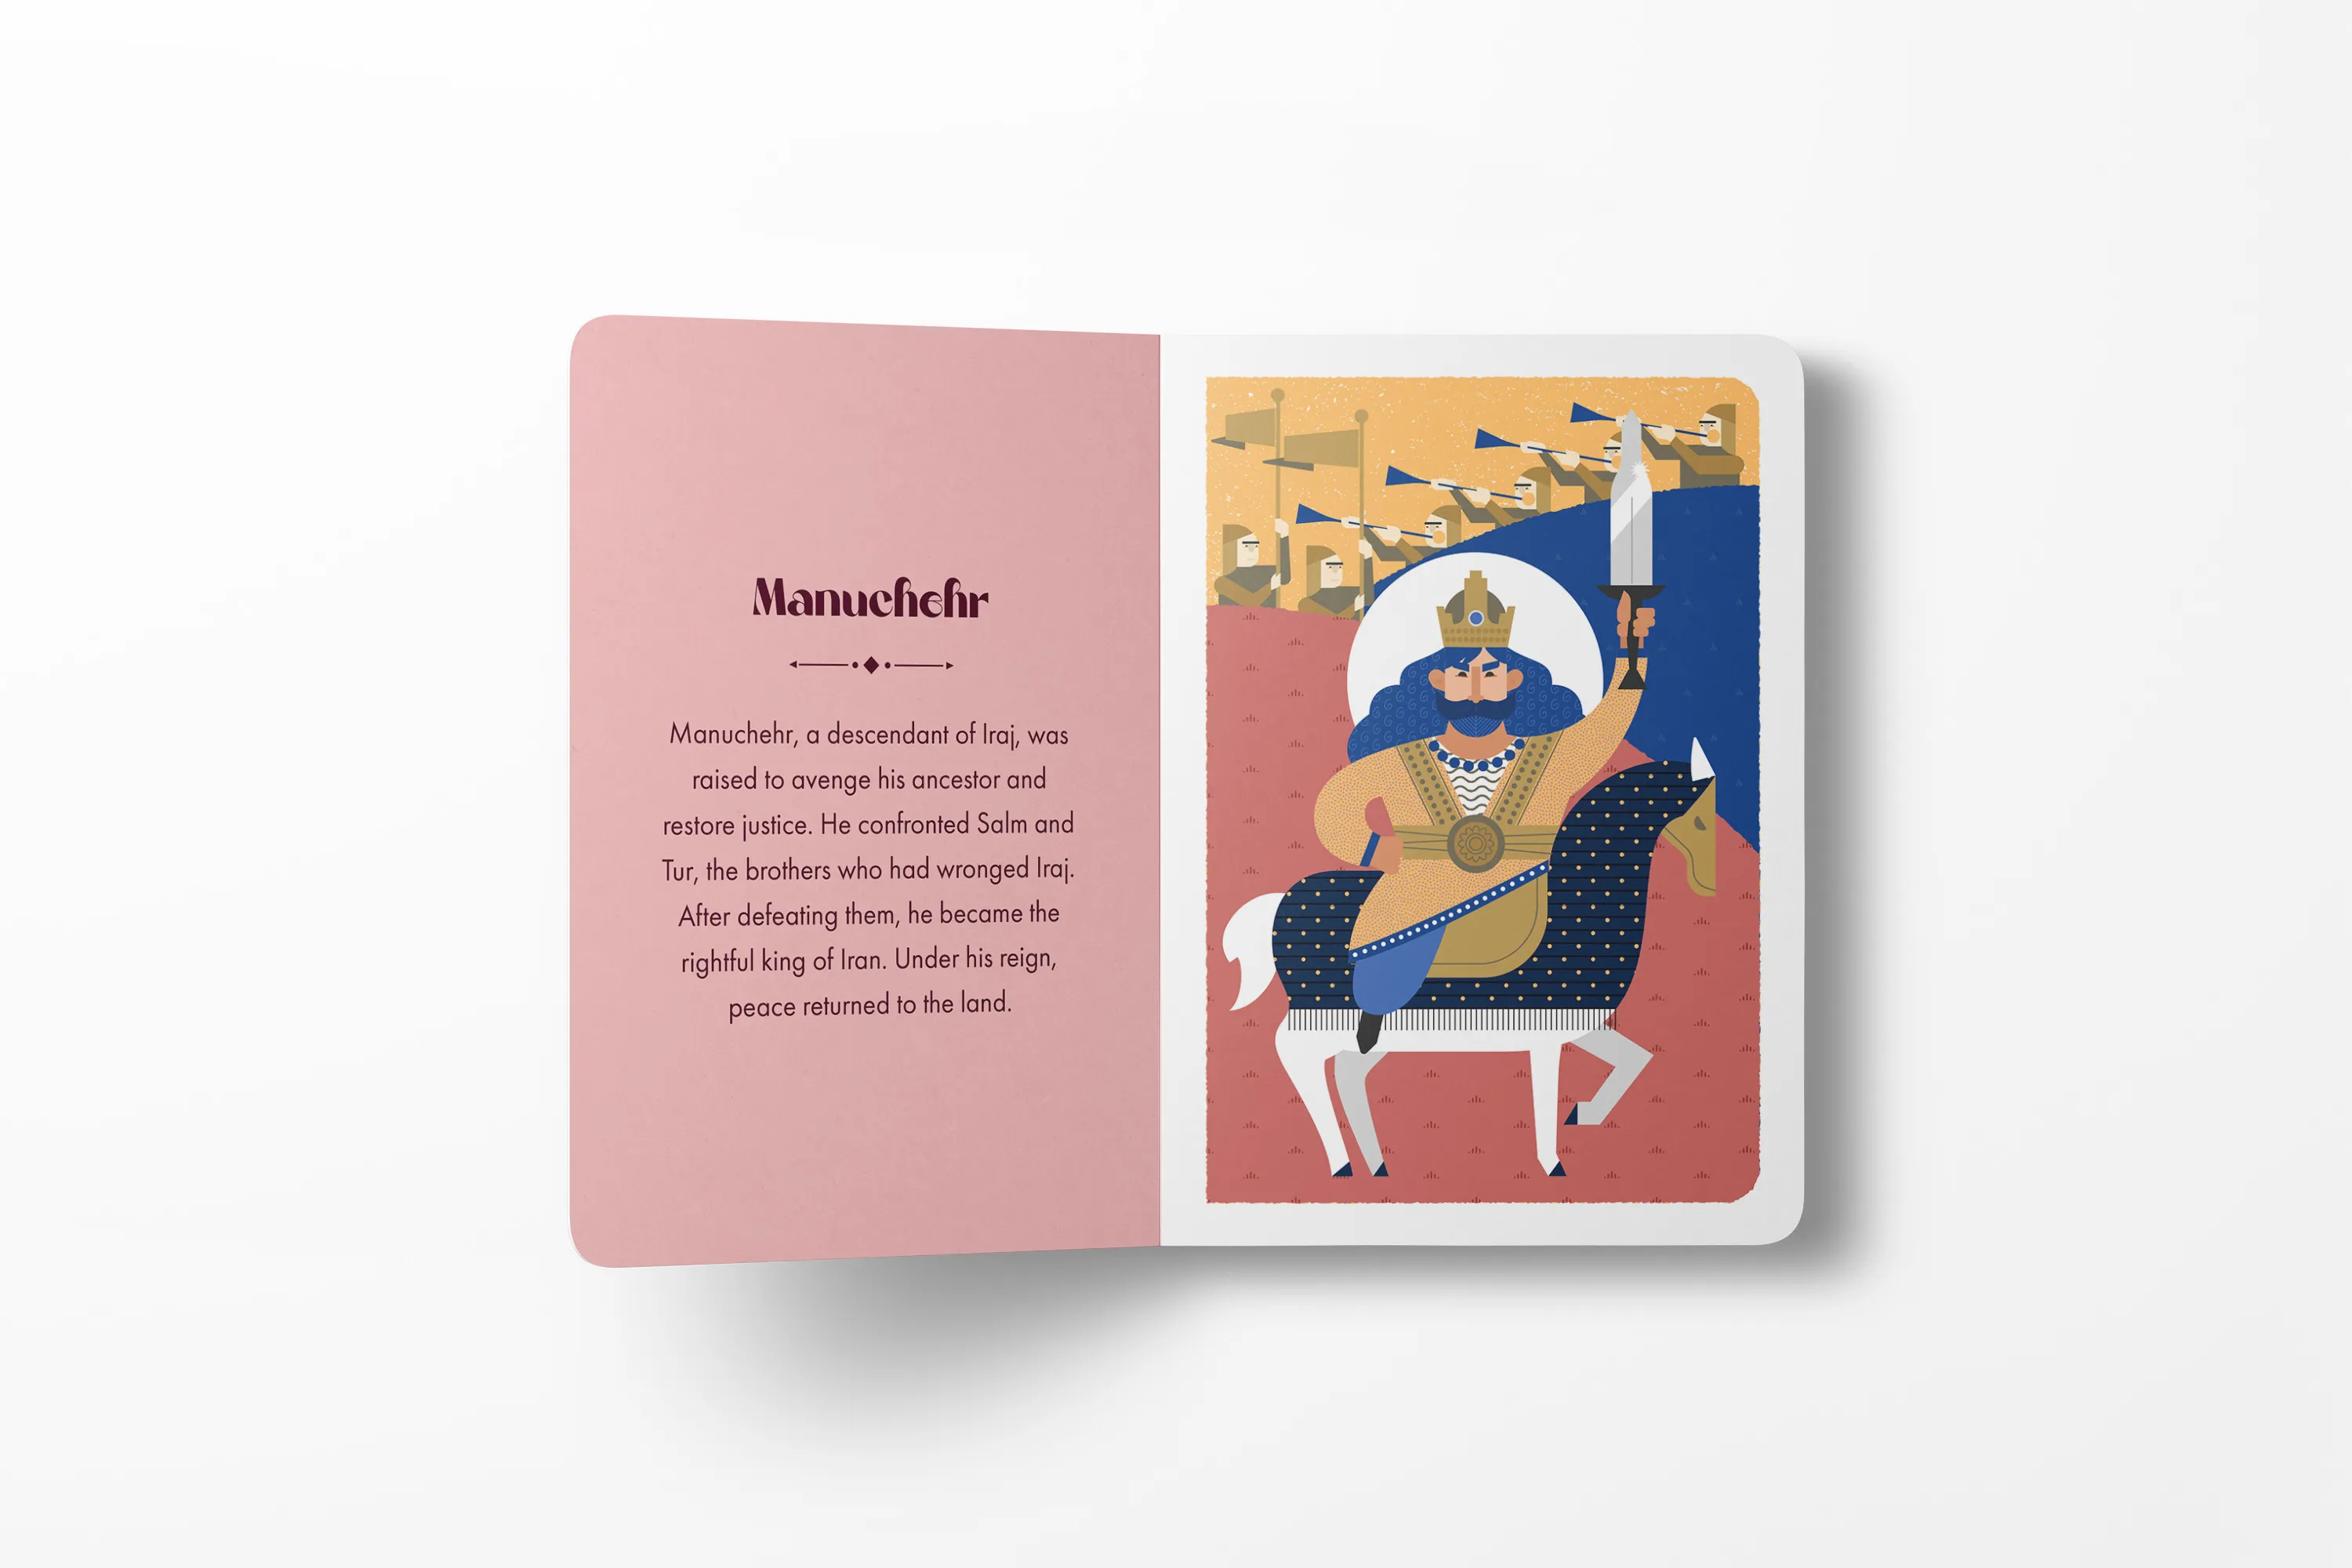 Manuchehr
Manuchehr, a descendant of Iraj, was
raised to avenge his ancestor and
restore justice. He confronted Salm and
Tur, the brothers who had wronged Iraj.
After defeating them, he became the
rightful king of Iran. Under his reign,
peace returned to the land.